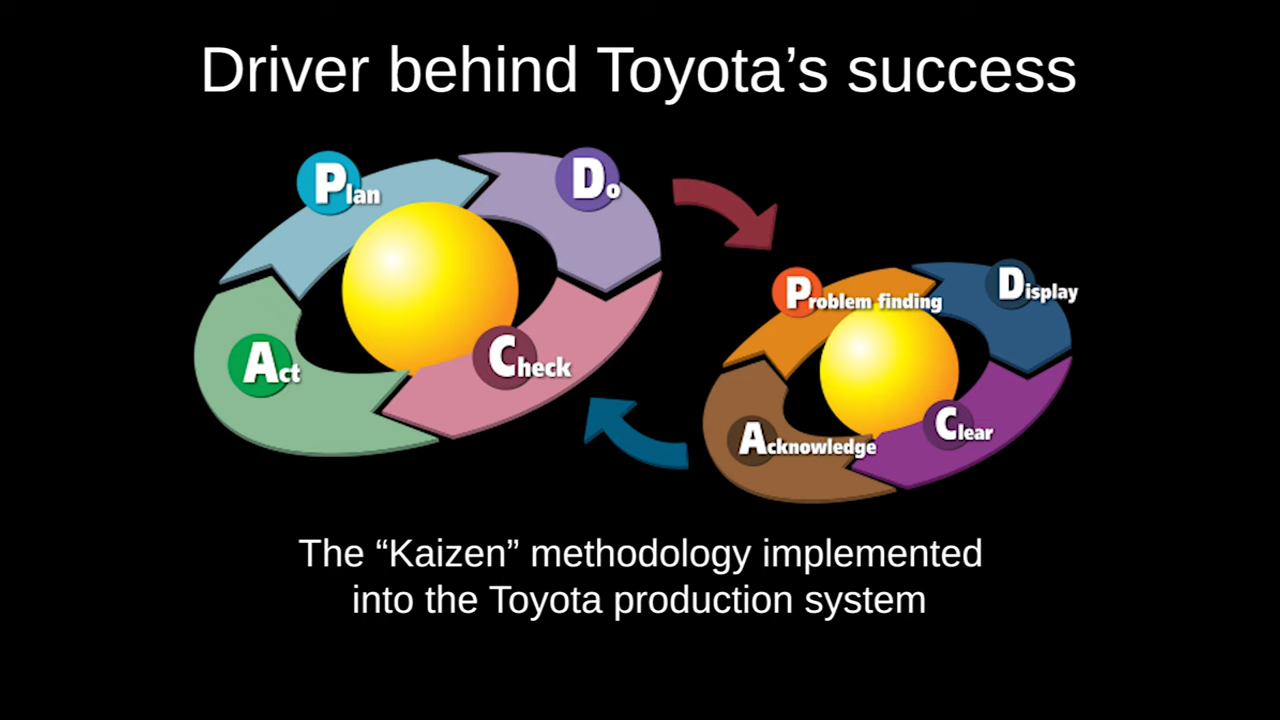 Driver behind Toyota’s success
Plan
Do
Act
Check
Problem finding
Display
Acknowledge
Clear
The “Kaizen” methodology implemented
into the Toyota production system